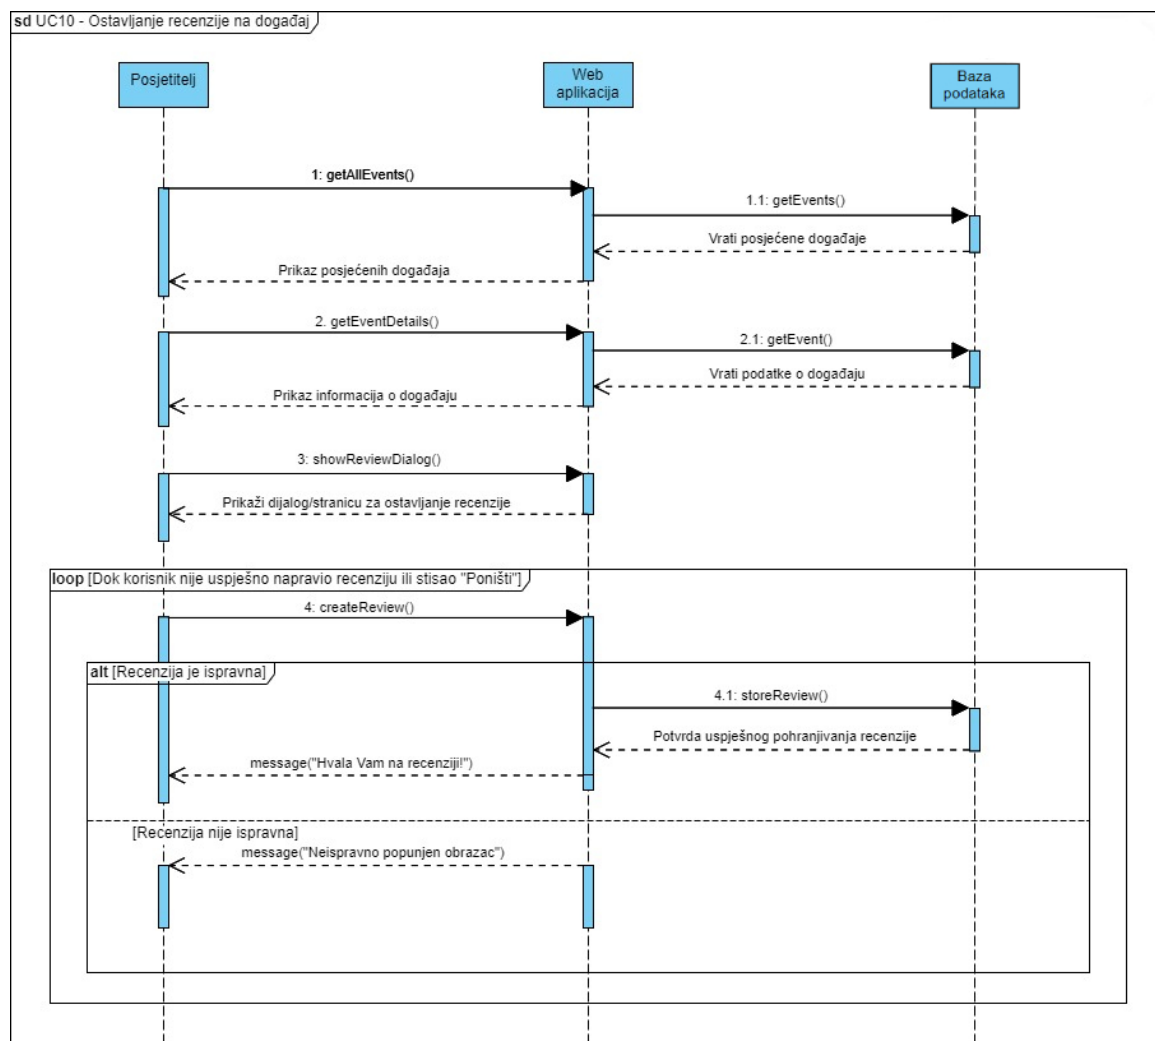 sd UC10 - Ostavljanje recenzije na događaj
Posjetitelj
Web
aplikacija
Baza
podataka
1: getAllEvents()
1.1: getEvents()
Vrati posjećene događaje
Prikaz posjećenih događaja
2. getEventDetails()
2.1: getEvent()
Vrati podatke o događaju
Prikaz informacija o događaju
3: showReviewDialog()
Prikaži dijalog/stranicu za ostavljanje recenzije
loop [Dok korisnik nije uspješno napravio recenziju ili stisao "Poništi"]
4: createReview()
alt [Recenzija je ispravna]
4.1: storeReview()
Potvrda uspješnog pohranjivanja recenzije
message("Hvala Vam na recenziji!")
[Recenzija nije ispravna]
message("Neispravno popunjen obrazac")